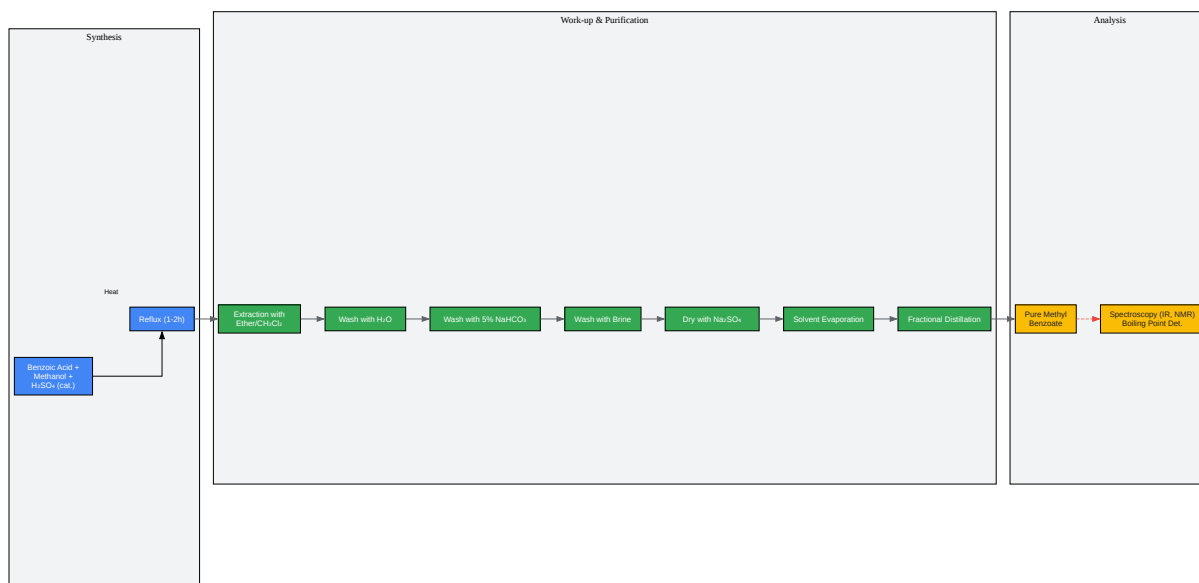 Synthesis
Heat
Reflux (1-2h)
Benzoic Acid +
Methanol +
H₂SO₄ (cat.)
Work-up & Purification
Extraction with
Ether/CH₂Cl₂
Wash with H₂O
Wash with 5% NaHCO₃
Wash with Brine
Dry with Na₂SO₄
Solvent Evaporation
Fractional Distillation
Analysis
Pure Methyl
Benzoate
Spectroscopy (IR, NMR)
Boiling Point Det.